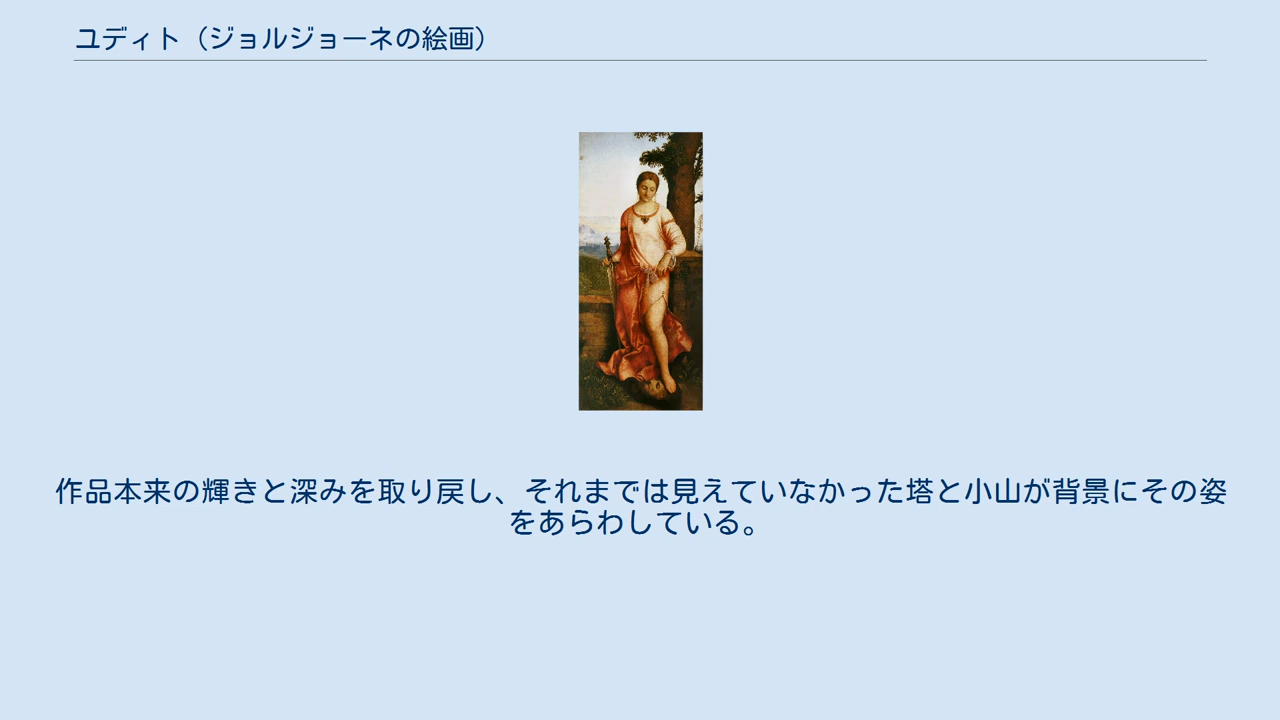 ユディト（ジョルジョーネの絵画）
作品本来の輝きと深みを取り戻し、それまでは見えていなかった塔と小山が背景にその姿
をあらわしている。